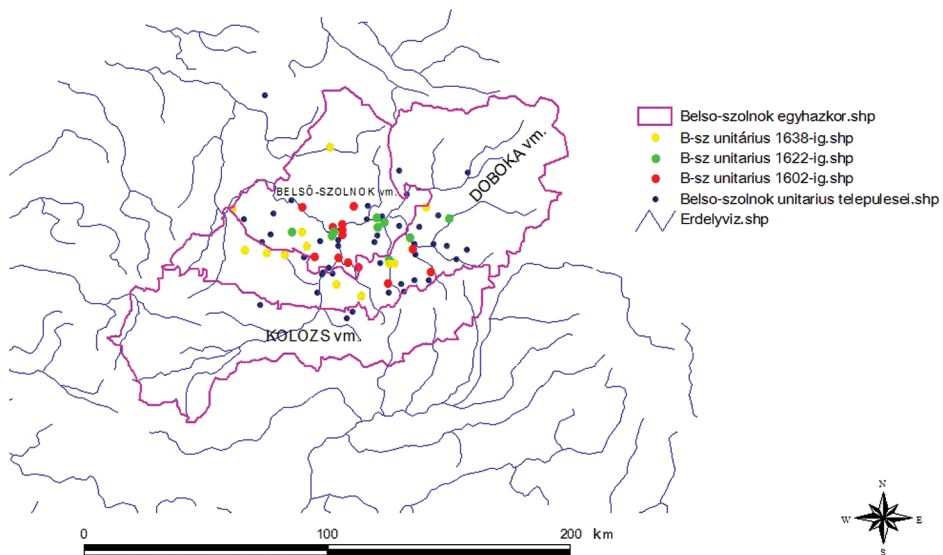 Belso-szolnok egyhazkor.shp
B-sz unitárius 1638-ig.shp
B-sz unitarius 1622-ig.shp
B-sz unitarius 1602-ig.shp
Belso-szolnok unitarius telepulesei.shp
Erdelyviz.shp
DOBOKA vm.
BELSŐ-SZOLNOK vm.
KOLOZS vm.
0 100 200 km
N
W E
S